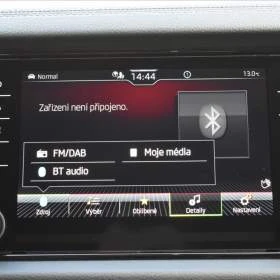 Normal 14:44 13.0°C
Zařízení není připojeno.
FM/DAB Moje média
BT audio
Zdroj Výběr Oblíbené Detaily Nastavení